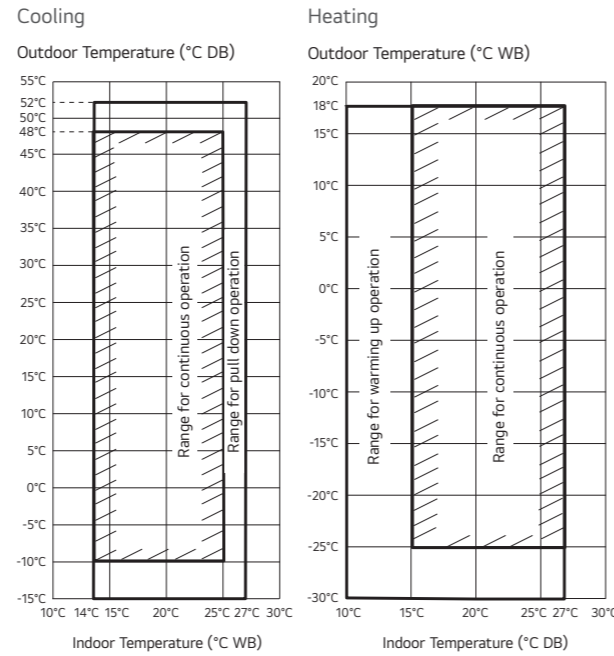 Cooling
Outdoor Temperature (°C DB)
55°C
52°C
50°C
48°C
45°C
40°C
35°C
30°C
25°C
20°C
15°C
10°C
5°C
0°C
-5°C
-10°C
-15°C
10°C 14°C 15°C 20°C 25°C 27°C 30°C
Range for continuous operation
Range for pull down operation
Indoor Temperature (°C WB)
Heating
Outdoor Temperature (°C WB)
20°C
18°C
15°C
10°C
5°C
0°C
-5°C
-10°C
-15°C
-20°C
-25°C
-30°C
10°C 15°C 20°C 25°C 27°C 30°C
Range for warming up operation
Range for continuous operation
Indoor Temperature (°C DB)